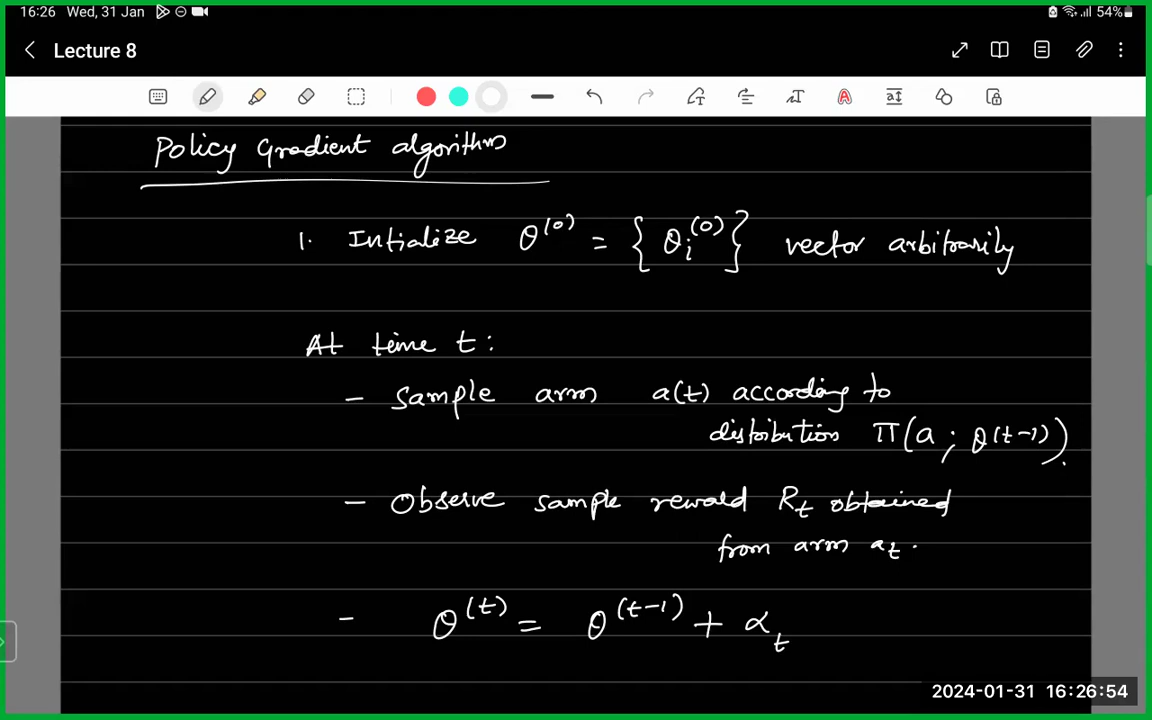 16:26 Wed, 31 Jan 54%
Lecture 8
Policy Gradient algorithm
1. Intialize θ^(0) = { θ_i^(0) } vector arbitrarily
At time t:
- Sample arm a(t) according to
distribution π(a ; θ(t-1)).
- Observe sample reward R_t obtained
from arm a_t.
- θ^(t) = θ^(t-1) + α_t
2024-01-31 16:26:54